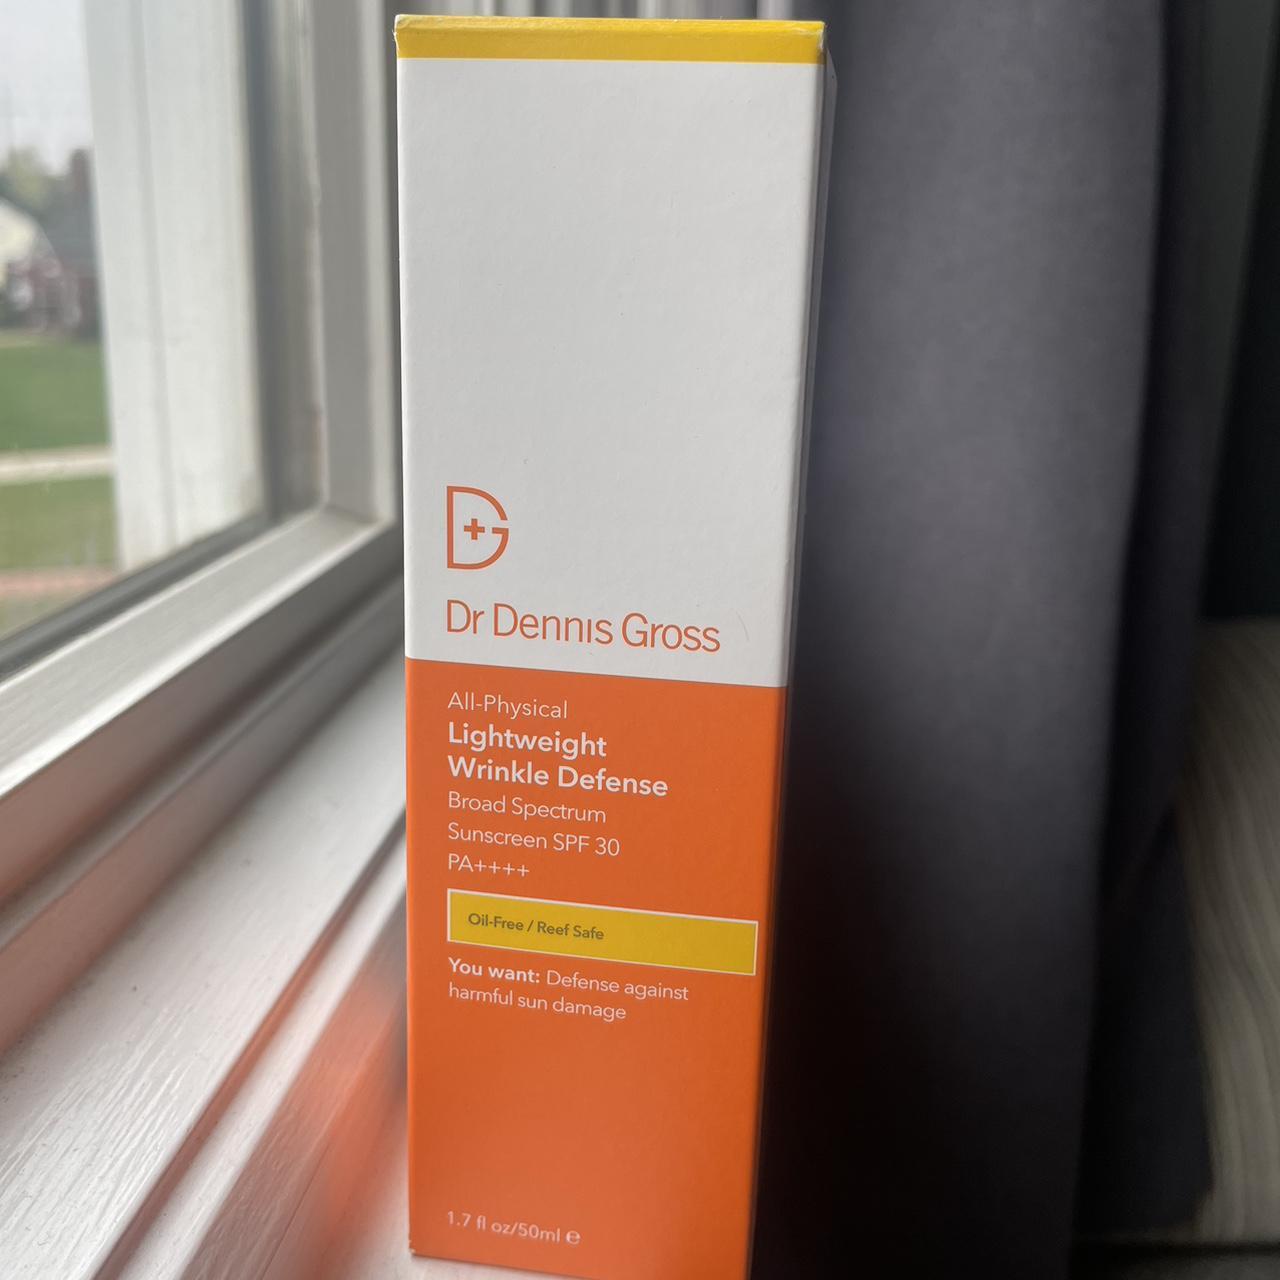 Dr Dennis Gross
All-Physical
Lightweight
Wrinkle Defense
Broad Spectrum
Sunscreen SPF 30
PA++++
Oil-Free / Reef Safe
You want: Defense against
harmful sun damage
1.7 fl oz/50ml ℮